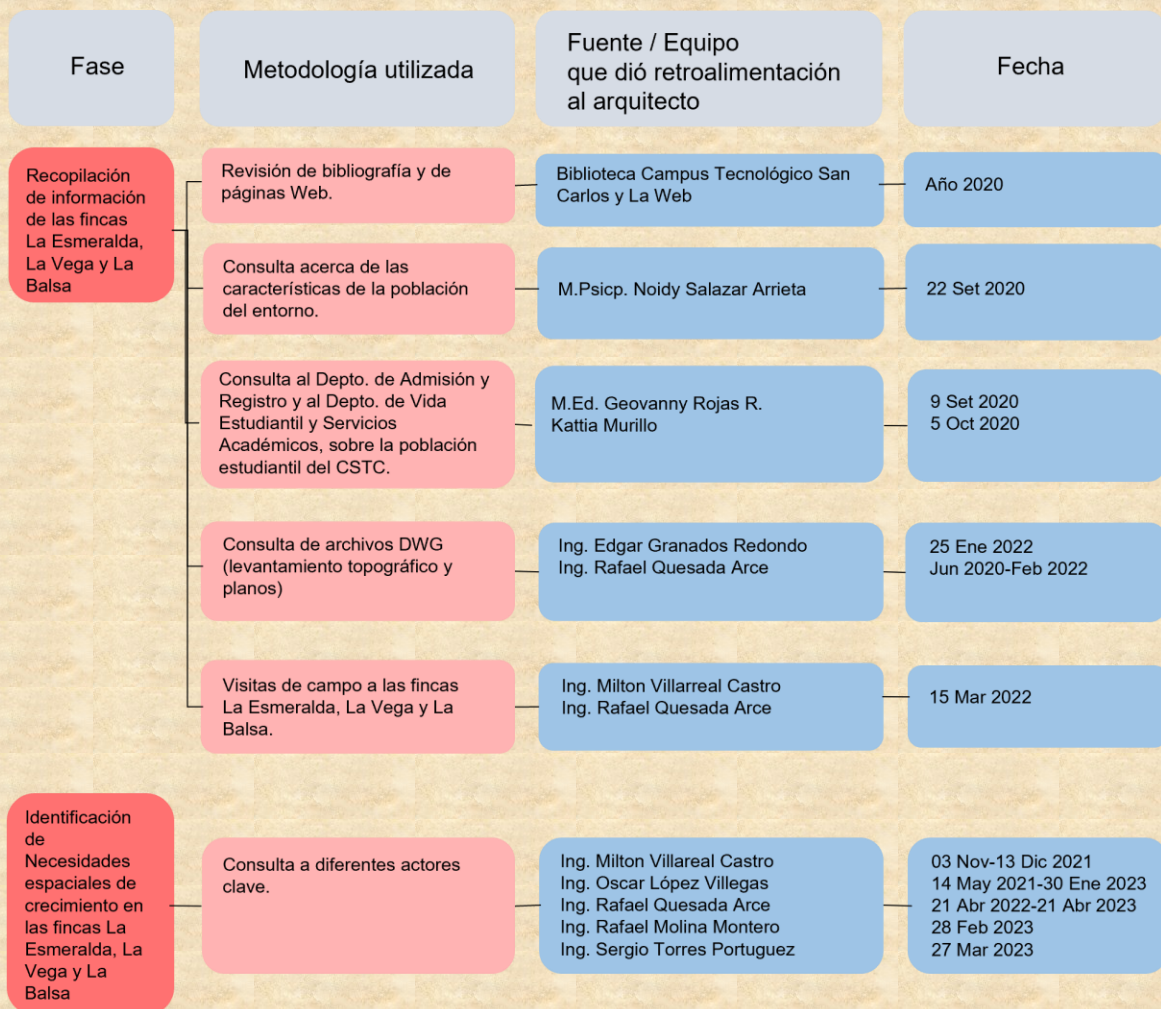 Fase
Metodología utilizada
Fuente / Equipo
que dió retroalimentación
al arquitecto
Fecha
Recopilación
de información
de las fincas
La Esmeralda,
La Vega y La
Balsa
Revisión de bibliografía y de
páginas Web.
Biblioteca Campus Tecnológico San
Carlos y La Web
Año 2020
Consulta acerca de las
características de la población
del entorno.
M.Psicp. Noidy Salazar Arrieta
22 Set 2020
Consulta al Depto. de Admisión y
Registro y al Depto. de Vida
Estudiantil y Servicios
Académicos, sobre la población
estudiantil del CSTC.
M.Ed. Geovanny Rojas R.
Kattia Murillo
9 Set 2020
5 Oct 2020
Consulta de archivos DWG
(levantamiento topográfico y
planos)
Ing. Edgar Granados Redondo
Ing. Rafael Quesada Arce
25 Ene 2022
Jun 2020-Feb 2022
Visitas de campo a las fincas
La Esmeralda, La Vega y La
Balsa.
Ing. Milton Villarreal Castro
Ing. Rafael Quesada Arce
15 Mar 2022
Identificación
de
Necesidades
espaciales de
crecimiento en
las fincas La
Esmeralda, La
Vega y La
Balsa
Consulta a diferentes actores
clave.
Ing. Milton Villareal Castro
Ing. Oscar López Villegas
Ing. Rafael Quesada Arce
Ing. Rafael Molina Montero
Ing. Sergio Torres Portuguez
03 Nov-13 Dic 2021
14 May 2021-30 Ene 2023
21 Abr 2022-21 Abr 2023
28 Feb 2023
27 Mar 2023